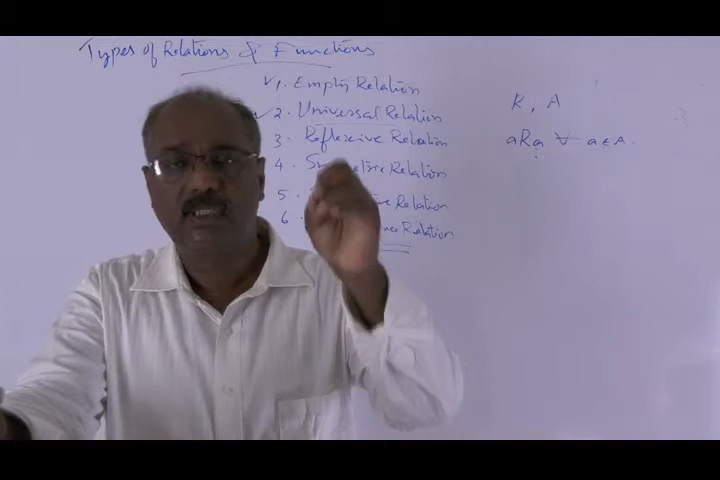 Types of Relations & Functions
✓1. Empty Relation
✓2. Universal Relation
3. Reflexive Relation
4. Relation
5. Relation
6. Relation
R, A
aRa ∀ a ∈ A.